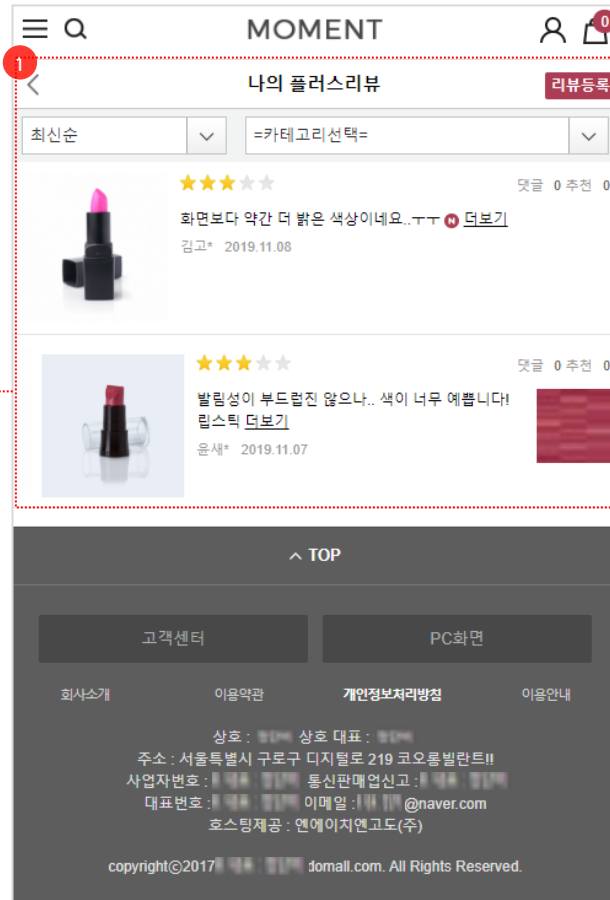 MOMENT
0
1
나의 플러스리뷰
리뷰등록
최신순
=카테고리선택=
댓글 0 추천 0
화면보다 약간 더 밝은 색상이네요..ㅜㅜ N 더보기
김고* 2019.11.08
댓글 0 추천 0
발림성이 부드럽진 않으나.. 색이 너무 예쁩니다!
립스틱 더보기
윤새* 2019.11.07
TOP
고객센터
PC화면
회사소개
이용약관
개인정보처리방침
이용안내
상호 : 상호 대표 :
주소 : 서울특별시 구로구 디지털로 219 코오롱빌란트!!
사업자번호 : 통신판매업신고 :
대표번호 : 이메일 : @naver.com
호스팅제공 : 엔에이치엔고도(주)
copyrightⓒ2017 domall.com. All Rights Reserved.